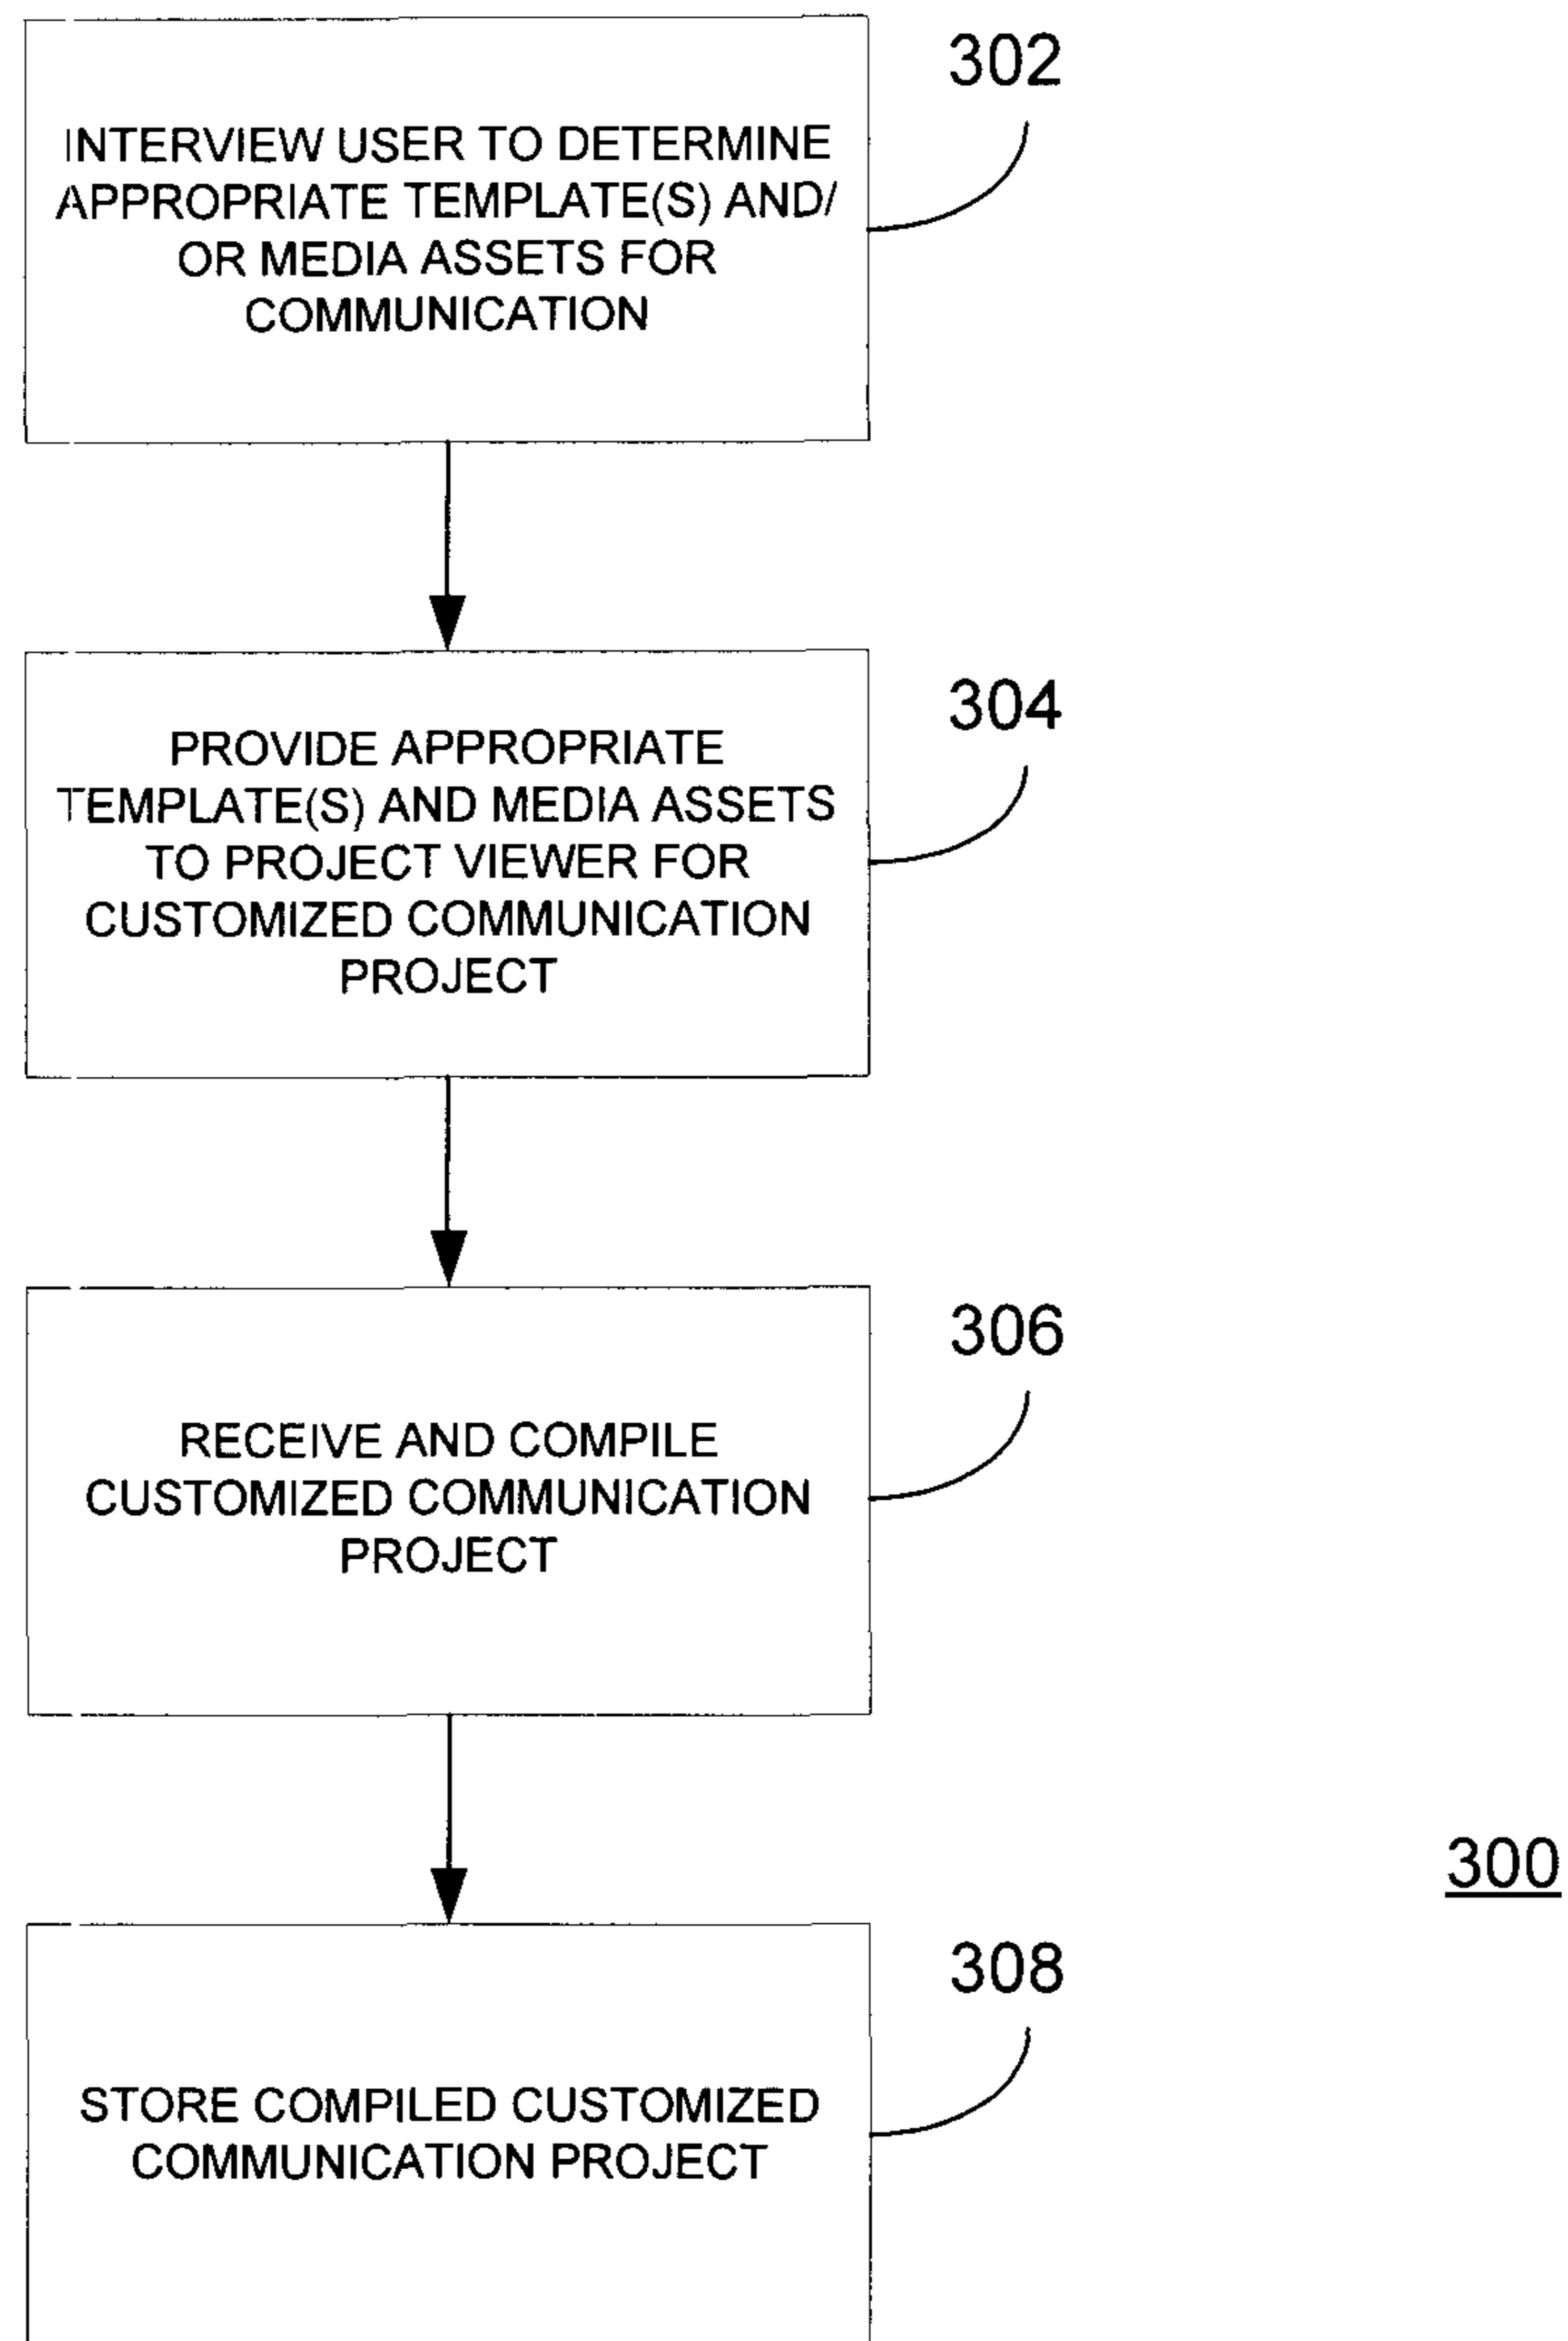 302
INTERVIEW USER TO DETERMINE
APPROPRIATE TEMPLATE(S) AND/
OR MEDIA ASSETS FOR
COMMUNICATION
304
PROVIDE APPROPRIATE
TEMPLATE(S) AND MEDIA ASSETS
TO PROJECT VIEWER FOR
CUSTOMIZED COMMUNICATION
PROJECT
306
RECEIVE AND COMPILE
CUSTOMIZED COMMUNICATION
PROJECT
300
308
STORE COMPILED CUSTOMIZED
COMMUNICATION PROJECT